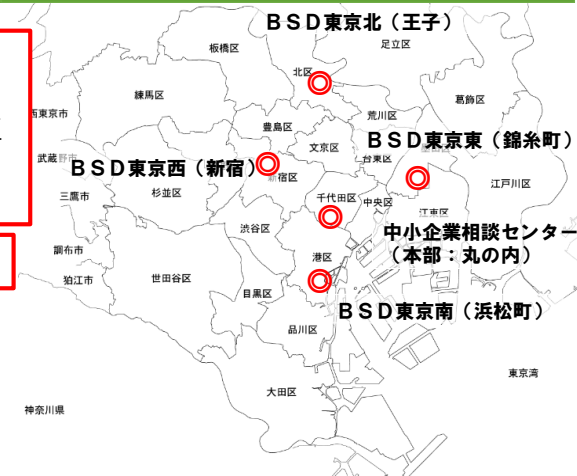 ＢＳＤ東京北（王子）
足立区
板橋区
北区
練馬区
葛飾区
西東京市
荒川区
豊島区
文京区
ＢＳＤ東京東（錦糸町）
台東区
武蔵野市
ＢＳＤ東京西（新宿）
新宿区
江戸川区
杉並区
三鷹市
千代田区
中央区
江東区
渋谷区
中小企業相談センター
（本部：丸の内）
調布市
港区
狛江市
世田谷区
目黒区
ＢＳＤ東京南（浜松町）
品川区
東京湾
大田区
神奈川県